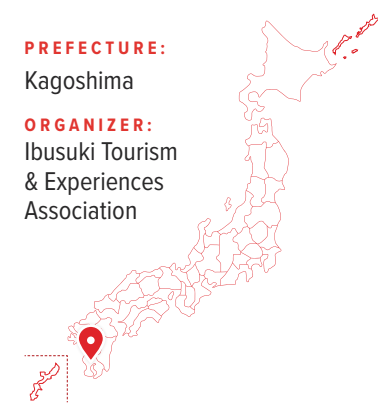 PREFECTURE:
Kagoshima
ORGANIZER:
Ibusuki Tourism
& Experiences
Association